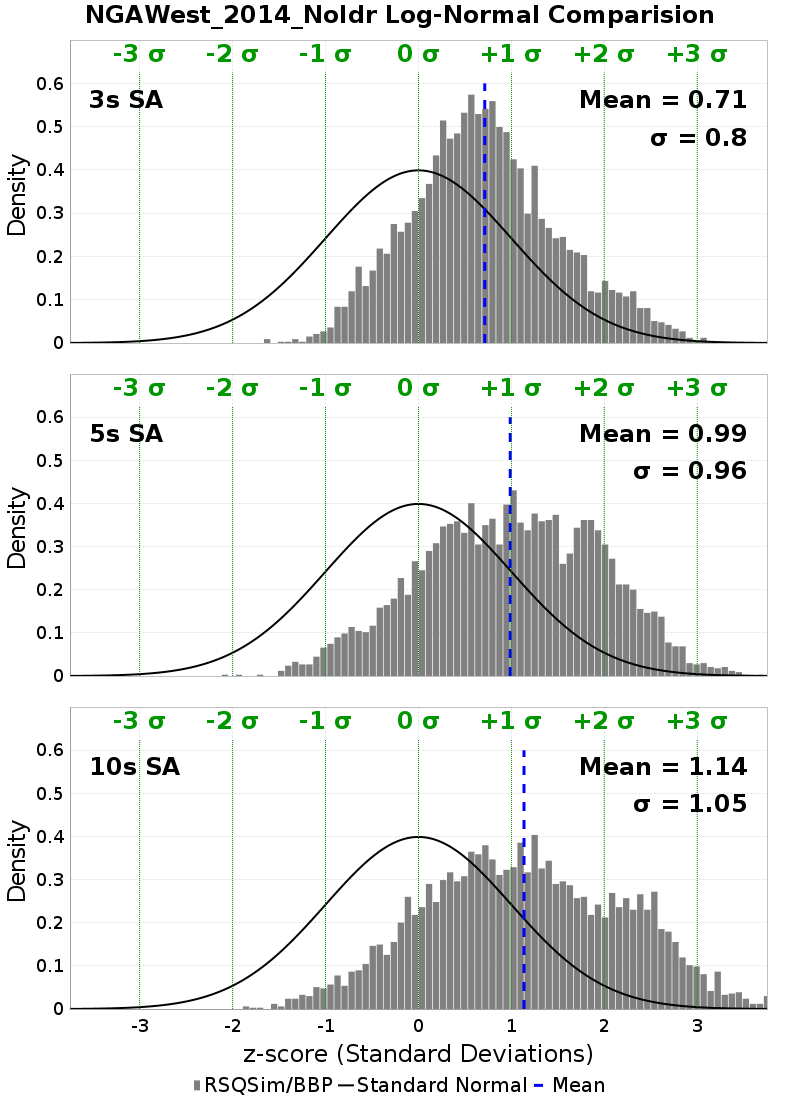 NGAWest_2014_NoIdr Log-Normal Comparision
-3 σ -2 σ -1 σ 0 σ +1 σ +2 σ +3 σ
3s SA
Mean = 0.71
σ = 0.8
0.6
0.5
0.4
0.3
0.2
0.1
0
Density
-3 σ -2 σ -1 σ 0 σ +1 σ +2 σ +3 σ
5s SA
Mean = 0.99
σ = 0.96
0.6
0.5
0.4
0.3
0.2
0.1
0
Density
-3 σ -2 σ -1 σ 0 σ +1 σ +2 σ +3 σ
10s SA
Mean = 1.14
σ = 1.05
0.6
0.5
0.4
0.3
0.2
0.1
0
Density
-3 -2 -1 0 1 2 3
z-score (Standard Deviations)
RSQSim/BBP Standard Normal Mean